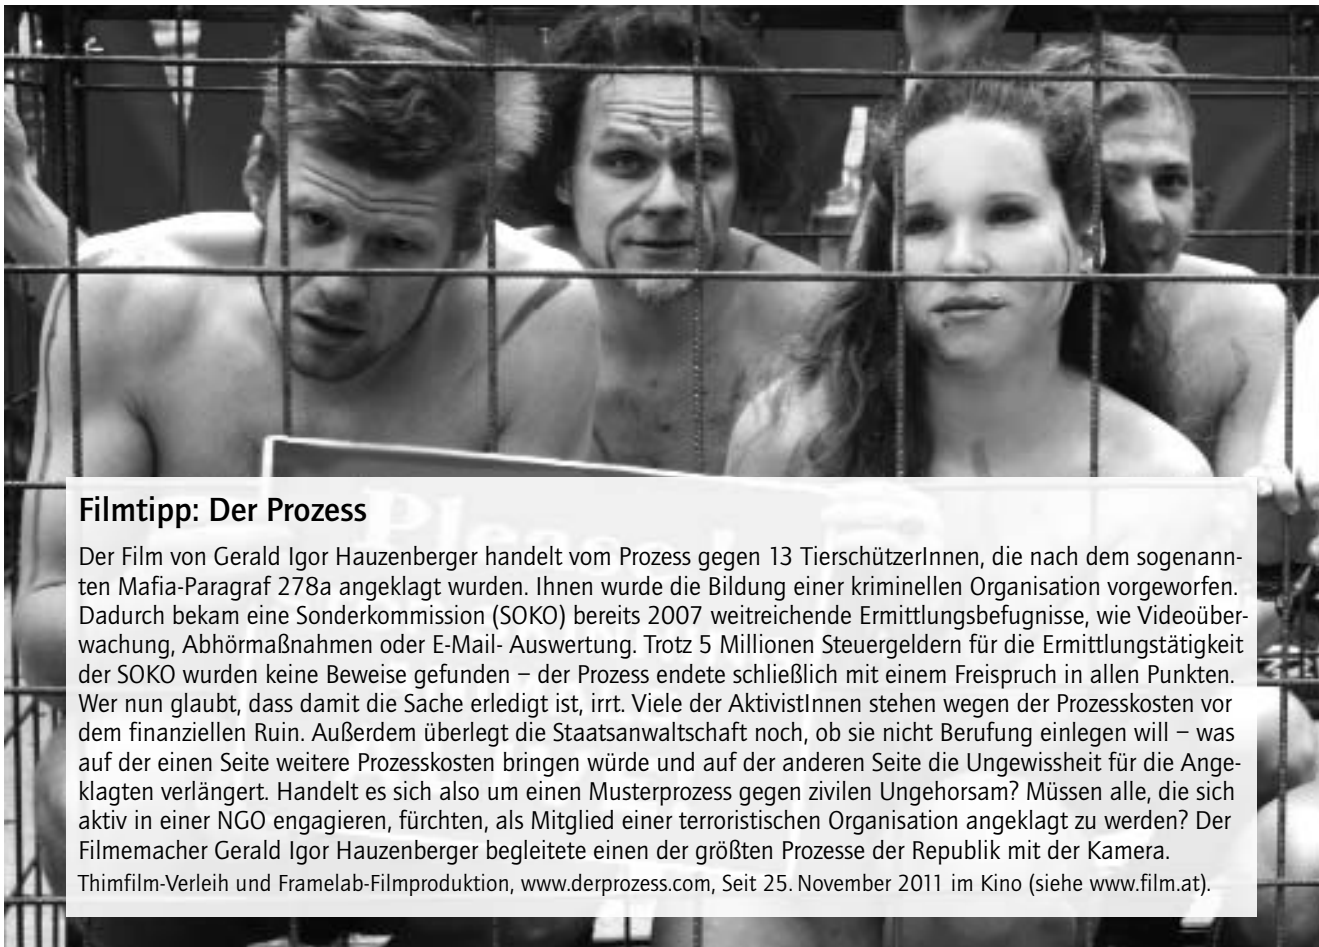 Please!
Filmtipp: Der Prozess
Der Film von Gerald Igor Hauzenberger handelt vom Prozess gegen 13 TierschützerInnen, die nach dem sogenann-
ten Mafia-Paragraf 278a angeklagt wurden. Ihnen wurde die Bildung einer kriminellen Organisation vorgeworfen.
Dadurch bekam eine Sonderkommission (SOKO) bereits 2007 weitreichende Ermittlungsbefugnisse, wie Videoüber-
wachung, Abhörmaßnahmen oder E-Mail- Auswertung. Trotz 5 Millionen Steuergeldern für die Ermittlungstätigkeit
der SOKO wurden keine Beweise gefunden – der Prozess endete schließlich mit einem Freispruch in allen Punkten.
Wer nun glaubt, dass damit die Sache erledigt ist, irrt. Viele der AktivistInnen stehen wegen der Prozesskosten vor
dem finanziellen Ruin. Außerdem überlegt die Staatsanwaltschaft noch, ob sie nicht Berufung einlegen will – was
auf der einen Seite weitere Prozesskosten bringen würde und auf der anderen Seite die Ungewissheit für die Ange-
klagten verlängert. Handelt es sich also um einen Musterprozess gegen zivilen Ungehorsam? Müssen alle, die sich
aktiv in einer NGO engagieren, fürchten, als Mitglied einer terroristischen Organisation angeklagt zu werden? Der
Filmemacher Gerald Igor Hauzenberger begleitete einen der größten Prozesse der Republik mit der Kamera.
Thimfilm-Verleih und Framelab-Filmproduktion, www.derprozess.com, Seit 25. November 2011 im Kino (siehe www.film.at).